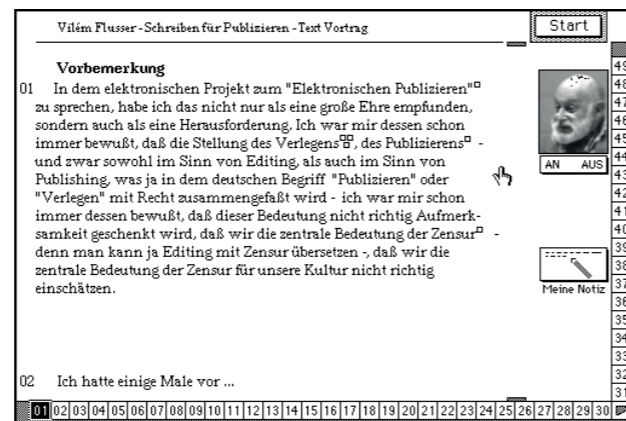 Vilém Flusser - Schreiben für Publizieren - Text Vortrag
Start
Vorbemerkung
01 In dem elektronischen Projekt zum "Elektronischen Publizieren"
zu sprechen, habe ich das nicht nur als eine große Ehre empfunden,
sondern auch als eine Herausforderung. Ich war mir dessen schon
immer bewußt, daß die Stellung des Verlegens, des Publizierens -
und zwar sowohl im Sinn von Editing, als auch im Sinn von
Publishing, was ja in dem deutschen Begriff "Publizieren" oder
"Verlegen" mit Recht zusammengefaßt wird - ich war mir schon
immer dessen bewußt, daß dieser Bedeutung nicht richtig Aufmerk-
samkeit geschenkt wird, daß wir die zentrale Bedeutung der Zensur -
denn man kann ja Editing mit Zensur übersetzen -, daß wir die
zentrale Bedeutung der Zensur für unsere Kultur nicht richtig
einschätzen.
02 Ich hatte einige Male vor ...
AN AUS
Meine Notiz
49
48
47
46
45
44
43
42
41
40
39
38
37
36
35
34
33
32
31
01 02 03 04 05 06 07 08 09 10 11 12 13 14 15 16 17 18 19 20 21 22 23 24 25 26 27 28 29 30